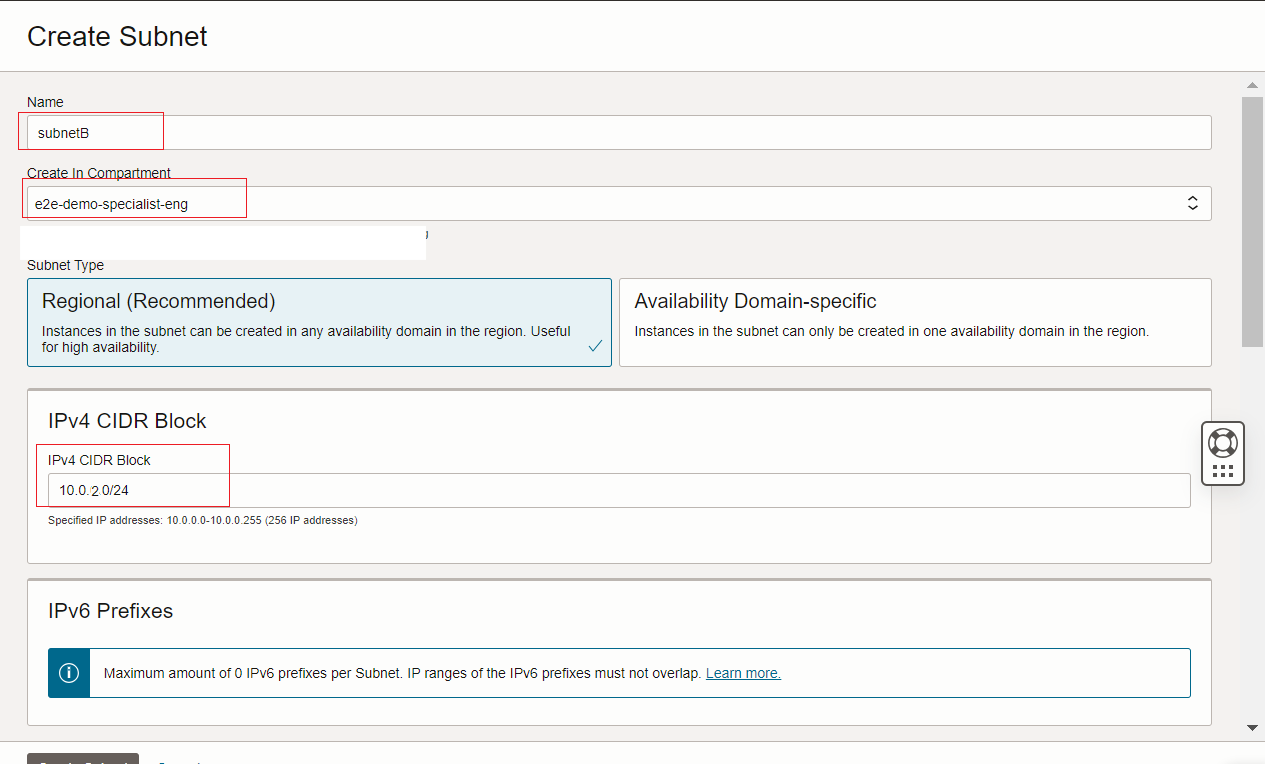 Create Subnet
Name
subnetB
Create In Compartment
e2e-demo-specialist-eng
Subnet Type
Regional (Recommended)
Instances in the subnet can be created in any availability domain in the region. Useful
for high availability.
Availability Domain-specific
Instances in the subnet can only be created in one availability domain in the region.
IPv4 CIDR Block
IPv4 CIDR Block
10.0.2.0/24
Specified IP addresses: 10.0.0.0-10.0.0.255 (256 IP addresses)
IPv6 Prefixes
Maximum amount of 0 IPv6 prefixes per Subnet. IP ranges of the IPv6 prefixes must not overlap. Learn more.